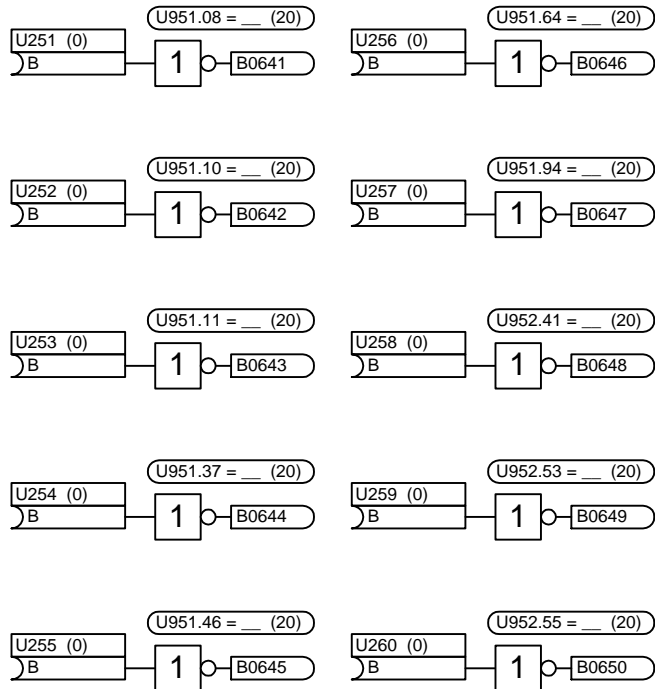 U951.08 = __ (20)
U251 (0)
B
1
B0641
U951.64 = __ (20)
U256 (0)
B
1
B0646
U951.10 = __ (20)
U252 (0)
B
1
B0642
U951.94 = __ (20)
U257 (0)
B
1
B0647
U951.11 = __ (20)
U253 (0)
B
1
B0643
U952.41 = __ (20)
U258 (0)
B
1
B0648
U951.37 = __ (20)
U254 (0)
B
1
B0644
U952.53 = __ (20)
U259 (0)
B
1
B0649
U951.46 = __ (20)
U255 (0)
B
1
B0645
U952.55 = __ (20)
U260 (0)
B
1
B0650